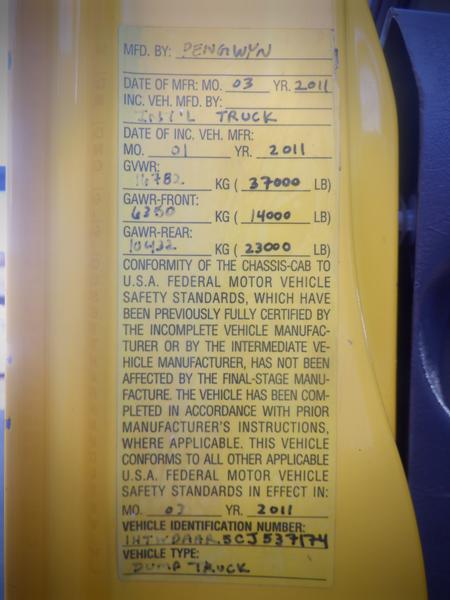 MFD. BY: PENGWYN
DATE OF MFR: MO. 03 YR. 2011
INC. VEH. MFD. BY:
INT'L TRUCK
DATE OF INC. VEH. MFR:
MO. 01 YR. 2011
GVWR:
16782 KG ( 37000 LB)
GAWR-FRONT:
6350 KG ( 14000 LB)
GAWR-REAR:
10432 KG ( 23000 LB)
CONFORMITY OF THE CHASSIS-CAB TO
U.S.A. FEDERAL MOTOR VEHICLE
SAFETY STANDARDS, WHICH HAVE
BEEN PREVIOUSLY FULLY CERTIFIED BY
THE INCOMPLETE VEHICLE MANUFAC-
TURER OR BY THE INTERMEDIATE VE-
HICLE MANUFACTURER, HAS NOT BEEN
AFFECTED BY THE FINAL-STAGE MANU-
FACTURE. THE VEHICLE HAS BEEN COM-
PLETED IN ACCORDANCE WITH PRIOR
MANUFACTURER'S INSTRUCTIONS,
WHERE APPLICABLE. THIS VEHICLE
CONFORMS TO ALL OTHER APPLICABLE
U.S.A. FEDERAL MOTOR VEHICLE
SAFETY STANDARDS IN EFFECT IN:
MO. YR. 2011
VEHICLE IDENTIFICATION NUMBER:
VEHICLE TYPE:
DUMP TRUCK